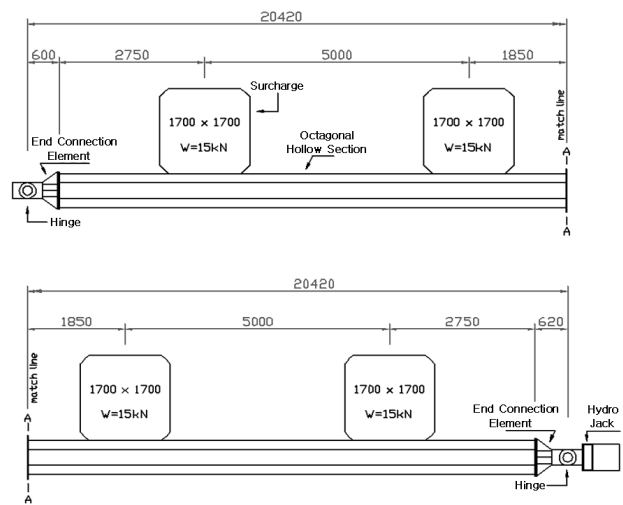 20420
600
2750
5000
1850
Surcharge
match line
1700 × 1700
W=15kN
1700 × 1700
W=15kN
End Connection
Element
Octagonal
Hollow Section
A
Hinge
A
20420
1850
5000
2750
620
match line
1700 × 1700
W=15kN
1700 × 1700
W=15kN
End Connection
Element
Hydro
Jack
A
Hinge
A